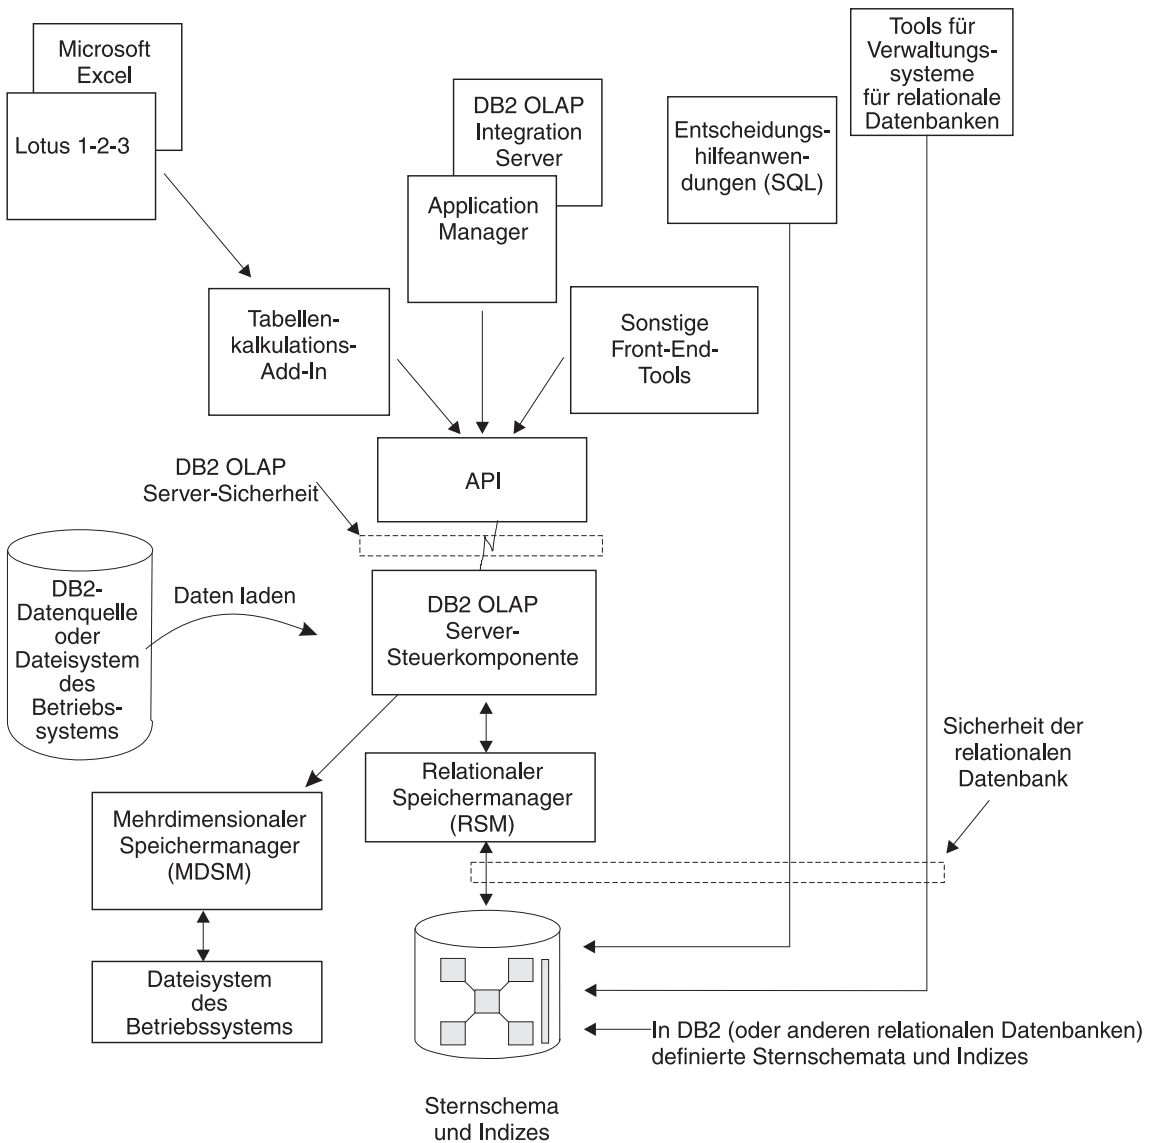 Microsoft
Excel
Lotus 1-2-3
DB2 OLAP
Integration
Server
Application
Manager
Entscheidungs-
hilfeanwen-
dungen (SQL)
Tools für
Verwaltungs-
systeme
für relationale
Datenbanken
Tabellen-
kalkulations-
Add-In
Sonstige
Front-End-
Tools
API
DB2 OLAP
Server-Sicherheit
DB2-
Datenquelle
oder
Dateisystem
des
Betriebs-
systems
Daten laden
DB2 OLAP
Server-
Steuerkomponente
Sicherheit der
relationalen
Datenbank
Relationaler
Speichermanager
(RSM)
Mehrdimensionaler
Speichermanager
(MDSM)
Dateisystem
des
Betriebssystems
In DB2 (oder anderen relationalen Datenbanken)
definierte Sternschemata und Indizes
Sternschema
und Indizes